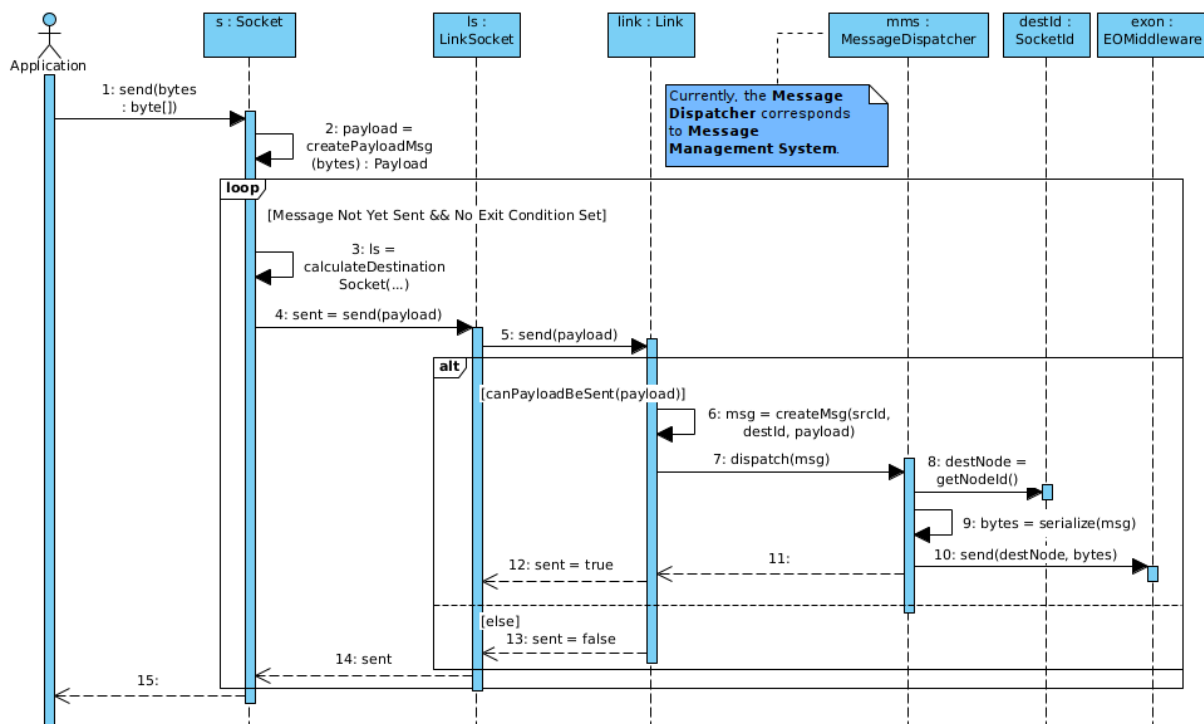 s : Socket
ls :
LinkSocket
link : Link
mms :
MessageDispatcher
destId :
SocketId
exon :
EOMiddleware
Application
1: send(bytes
: byte[])
Currently, the Message
Dispatcher corresponds
to Message
Management System.
2: payload =
createPayloadMsg
(bytes) : Payload
loop
[Message Not Yet Sent && No Exit Condition Set]
3: ls =
calculateDestination
Socket(...)
4: sent = send(payload)
5: send(payload)
alt
[canPayloadBeSent(payload)]
6: msg = createMsg(srcId,
destId, payload)
7: dispatch(msg)
8: destNode =
getNodeId()
9: bytes = serialize(msg)
10: send(destNode, bytes)
11:
12: sent = true
[else]
13: sent = false
14: sent
15: